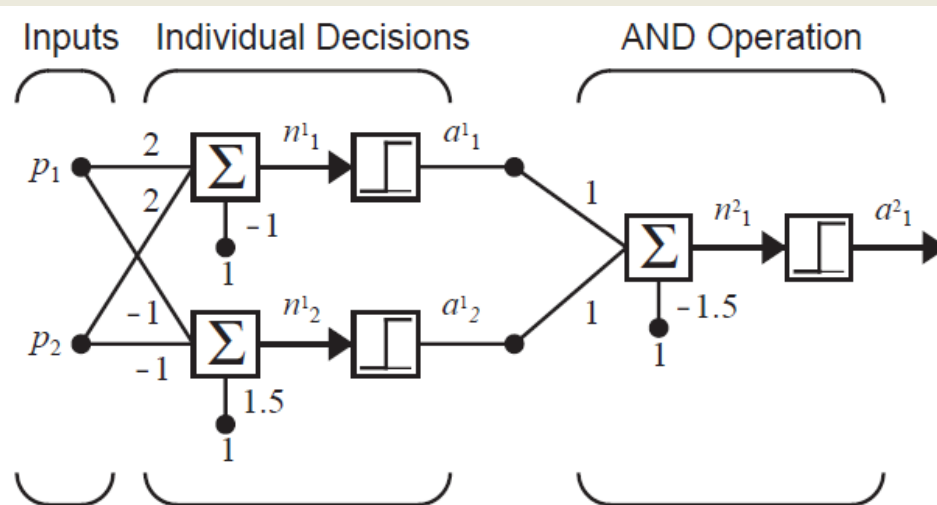 Inputs Individual Decisions AND Operation
2 n¹₁ a¹₁
p₁ Σ
2 1
-1 n²₁ a²₁
1 Σ
-1 n¹₂ a¹₂
1 -1.5
p₂ Σ
-1 1
1.5
1